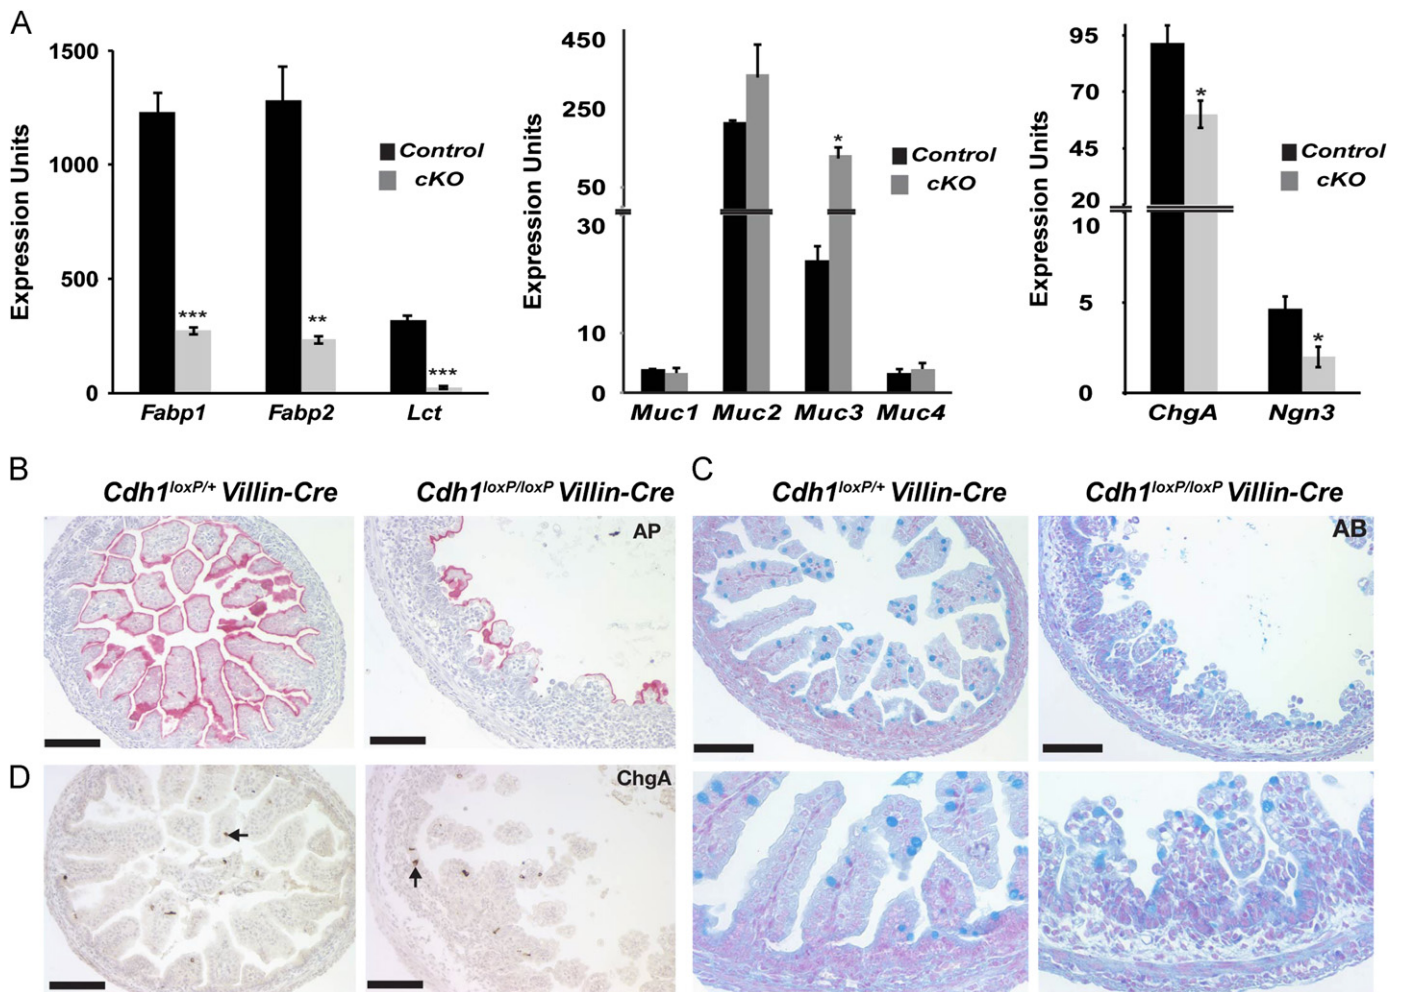 A
1500
1000
500
0
Expression Units
Control
cKO
***
**
***
Fabp1 Fabp2 Lct
450
250
50
30
10
0
Expression Units
Control
cKO
*
Muc1 Muc2 Muc3 Muc4
95
70
45
20
10
5
0
Expression Units
Control
cKO
*
*
ChgA Ngn3
B
Cdh1loxP/+ Villin-Cre
Cdh1loxP/loxP Villin-Cre
AP
C
Cdh1loxP/+ Villin-Cre
Cdh1loxP/loxP Villin-Cre
AB
D
ChgA